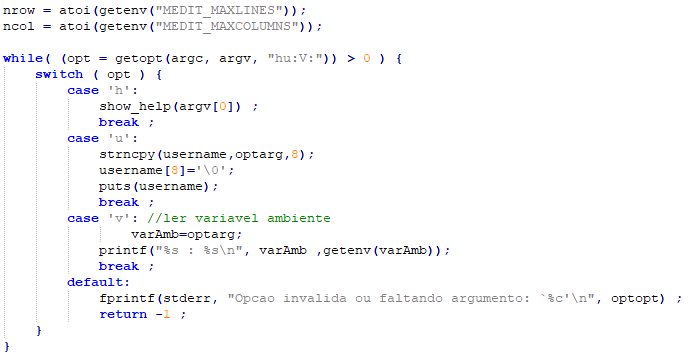 nrow = atoi(getenv("MEDIT_MAXLINES"));
ncol = atoi(getenv("MEDIT_MAXCOLUMNS"));
while( (opt = getopt(argc, argv, "hu:V:")) > 0 ) {
switch ( opt ) {
case 'h':
show_help(argv[0]) ;
break ;
case 'u':
strncpy(username,optarg,8);
username[8]='\0';
puts(username);
break ;
case 'v': //ler variavel ambiente
varAmb=optarg;
printf("%s : %s\n", varAmb ,getenv(varAmb));
break ;
default:
fprintf(stderr, "Opcao invalida ou faltando argumento: `%c'\n", optopt) ;
return -1 ;
}
}